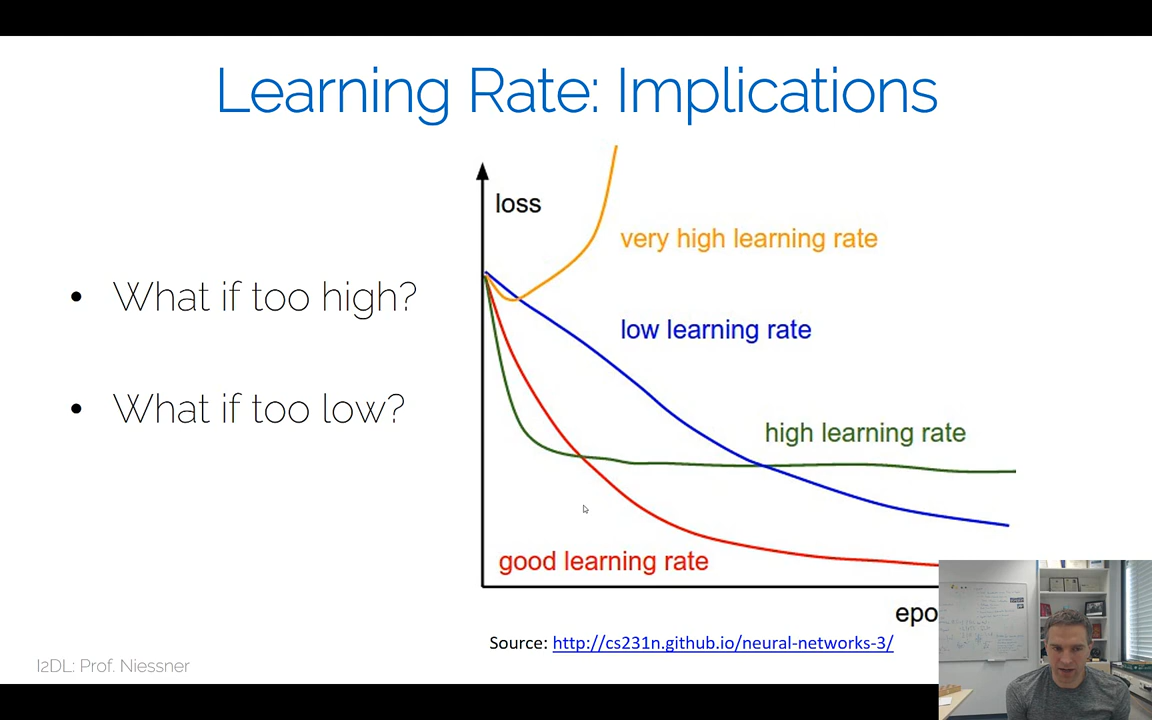 Learning Rate: Implications
loss
very high learning rate
• What if too high?
low learning rate
• What if too low?
high learning rate
good learning rate
epo
Source: http://cs231n.github.io/neural-networks-3/
I2DL: Prof. Niessner